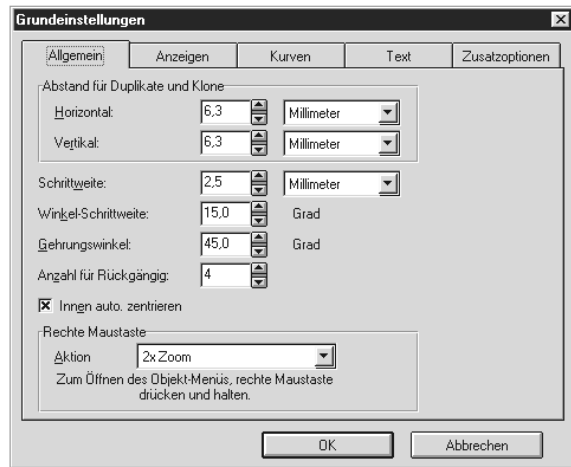 Grundeinstellungen
Allgemein Anzeigen Kurven Text Zusatzoptionen
Abstand für Duplikate und Klone
Horizontal: 6,3 Millimeter
Vertikal: 6,3 Millimeter
Schrittweite: 2,5 Millimeter
Winkel-Schrittweite: 15,0 Grad
Gehrungswinkel: 45,0 Grad
Anzahl für Rückgängig: 4
Innen auto. zentrieren
Rechte Maustaste
Aktion 2x Zoom
Zum Öffnen des Objekt-Menüs, rechte Maustaste
drücken und halten.
OK Abbrechen